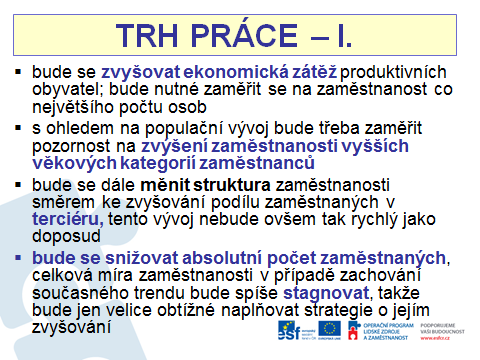 TRH PRÁCE – I.
▪ bude se zvyšovat ekonomická zátěž produktivních
obyvatel; bude nutné zaměřit se na zaměstnanost co
největšího počtu osob
▪ s ohledem na populační vývoj bude třeba zaměřit
pozornost na zvýšení zaměstnanosti vyšších
věkových kategorií zaměstnanců
▪ bude se dále měnit struktura zaměstnanosti
směrem ke zvyšování podílu zaměstnaných v
terciéru, tento vývoj nebude ovšem tak rychlý jako
doposud
▪ bude se snižovat absolutní počet zaměstnaných,
celková míra zaměstnanosti v případě zachování
současného trendu bude spíše stagnovat, takže
bude jen velice obtížné naplňovat strategie o jejím
zvyšování
esf
OPERAČNÍ PROGRAM
LIDSKÉ ZDROJE
A ZAMĚSTNANOST
PODPORUJEME
VAŠI BUDOUCNOST
www.esfcr.cz